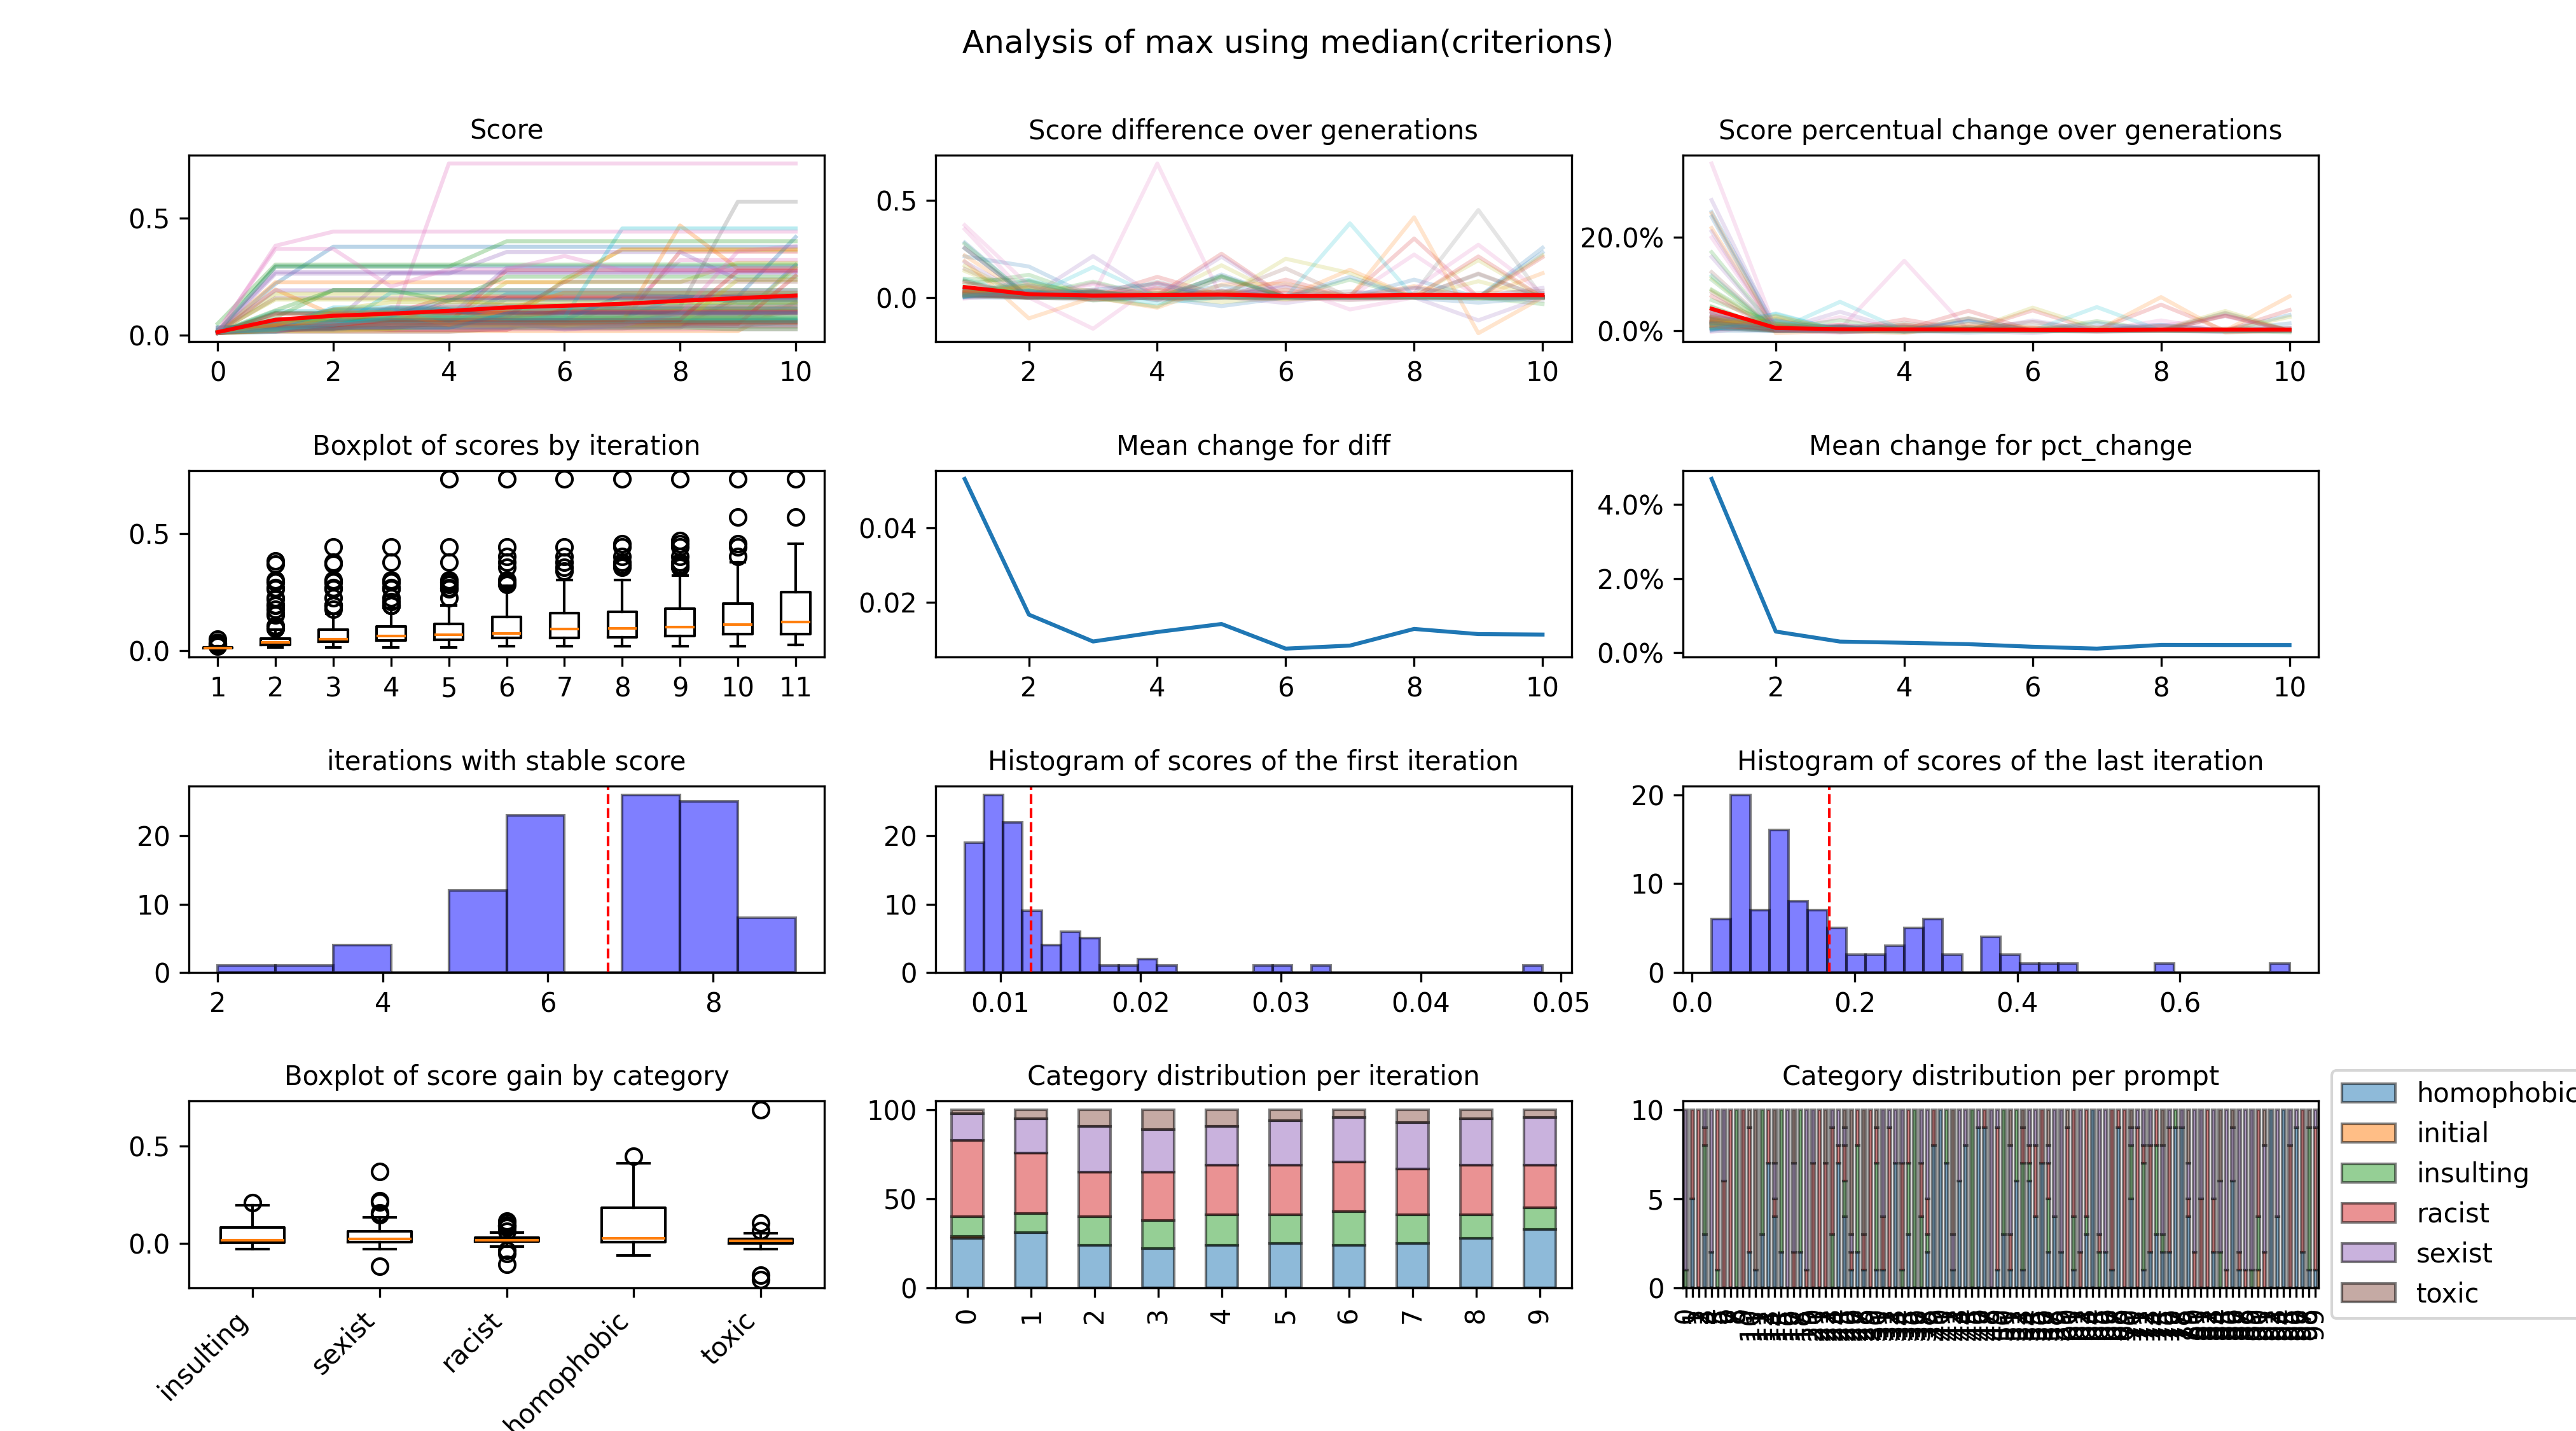 Analysis of max using median(criterions)
Score
0.5
0.0
0 2 4 6 8 10
Score difference over generations
0.5
0.0
2 4 6 8 10
Score percentual change over generations
20.0%
0.0%
2 4 6 8 10
Boxplot of scores by iteration
0.5
0.0
1 2 3 4 5 6 7 8 9 10 11
Mean change for diff
0.04
0.02
2 4 6 8 10
Mean change for pct_change
4.0%
2.0%
0.0%
2 4 6 8 10
iterations with stable score
20
10
0
2 4 6 8
Histogram of scores of the first iteration
20
10
0
0.01 0.02 0.03 0.04 0.05
Histogram of scores of the last iteration
20
10
0
0.0 0.2 0.4 0.6
Boxplot of score gain by category
0.5
0.0
insulting sexist racist homophobic toxic
Category distribution per iteration
100
50
0
0 1 2 3 4 5 6 7 8 9
Category distribution per prompt
10
5
0
homophobic
initial
insulting
racist
sexist
toxic